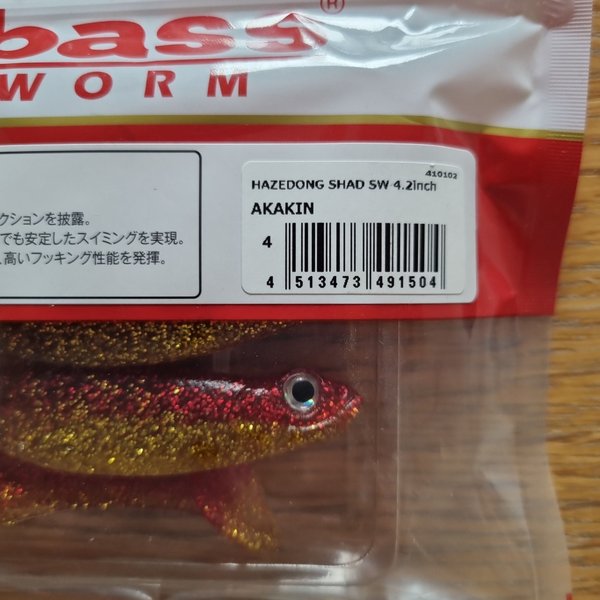 bass®
WORM
クションを披露。
でも安定したスイミングを実現。
、高いフッキング性能を発揮。
410102
HAZEDONG SHAD SW 4.2inch
AKAKIN
4
4 513473 491504